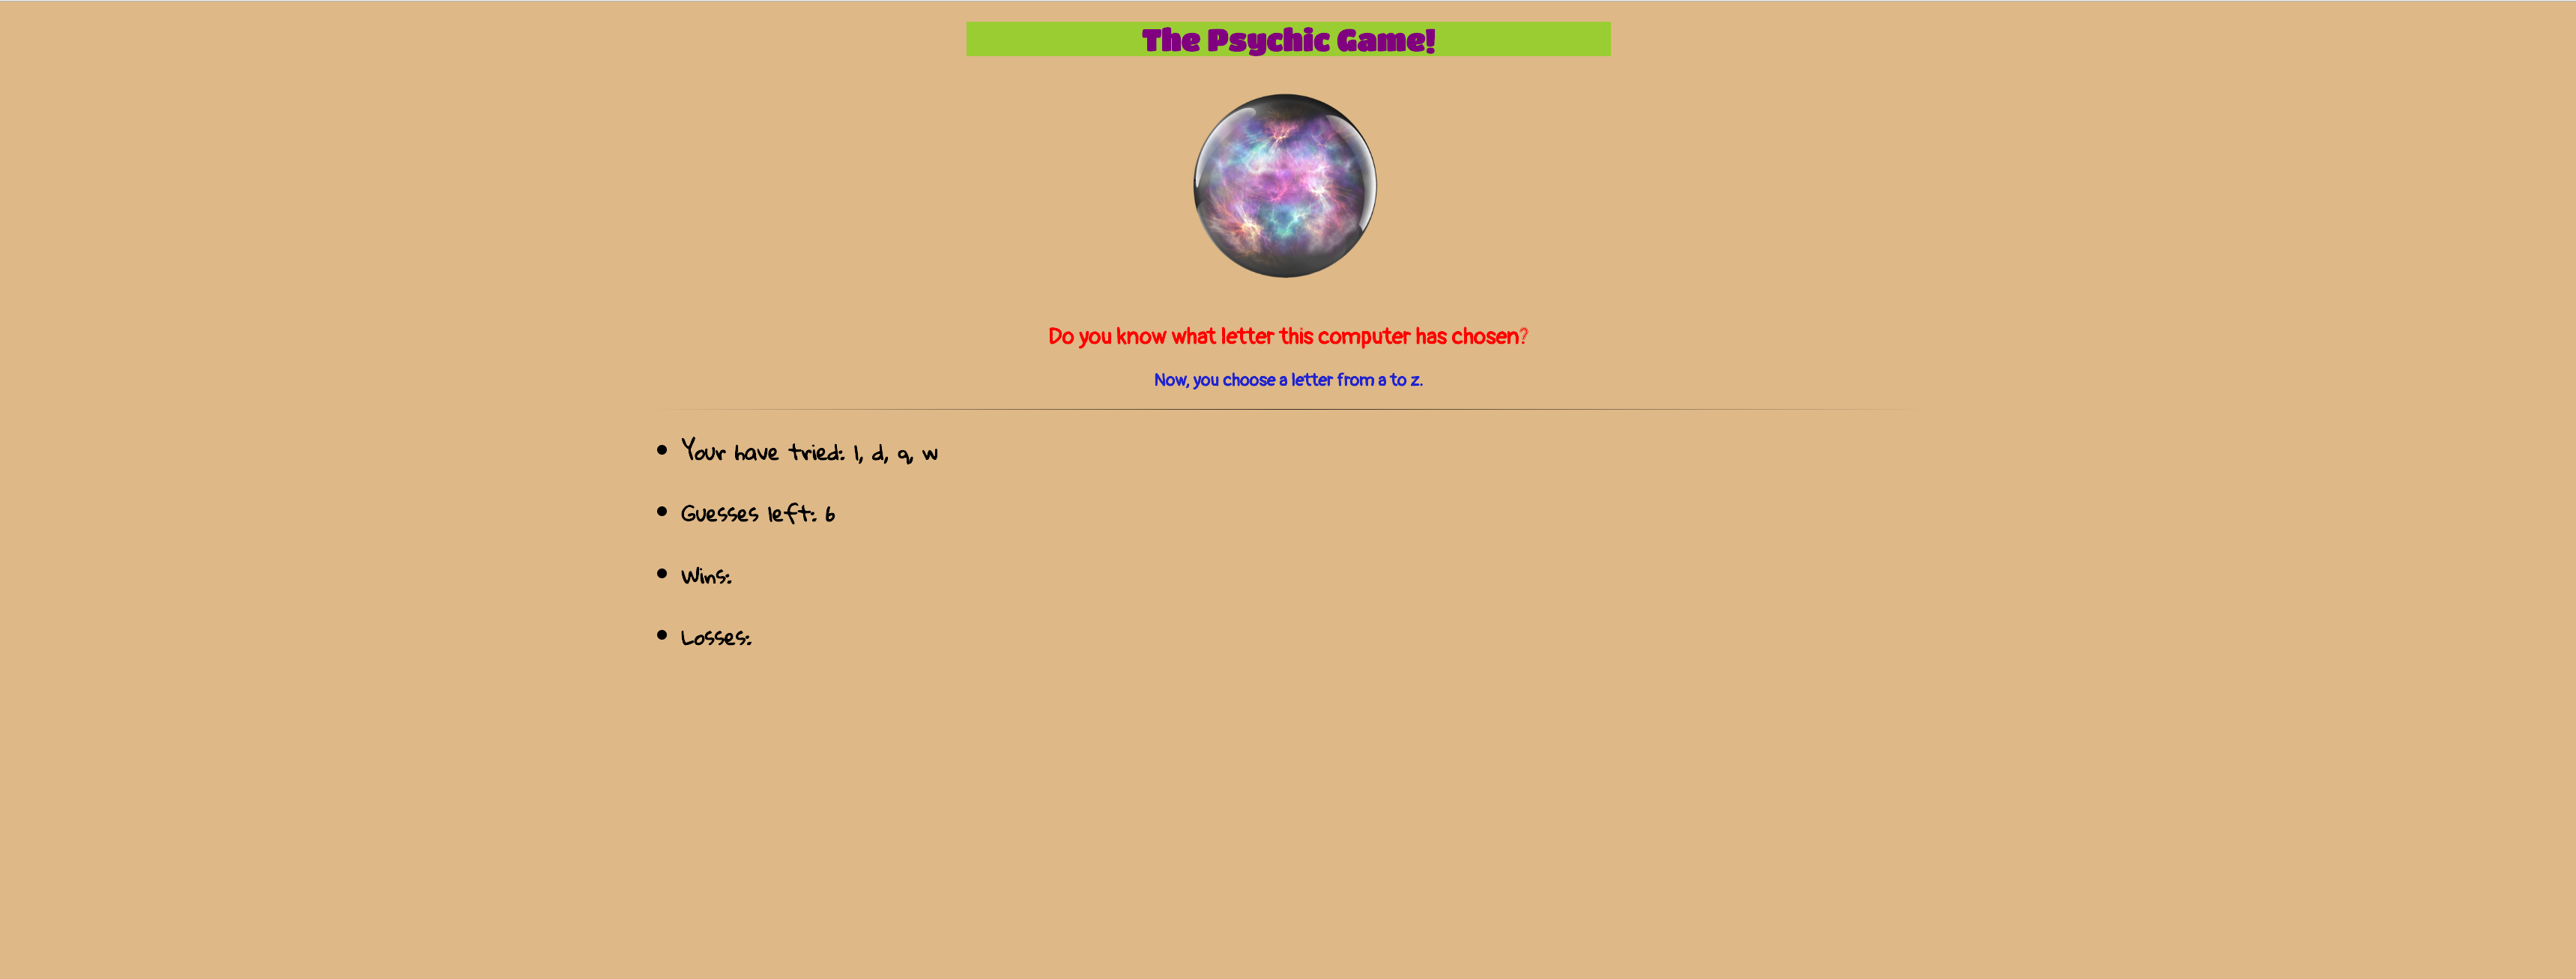 The Psychic Game!
Do you know what letter this computer has chosen?
Now, you choose a letter from a to z.
Your have tried: l, d, q, w
Guesses left: 6
Wins:
Losses: